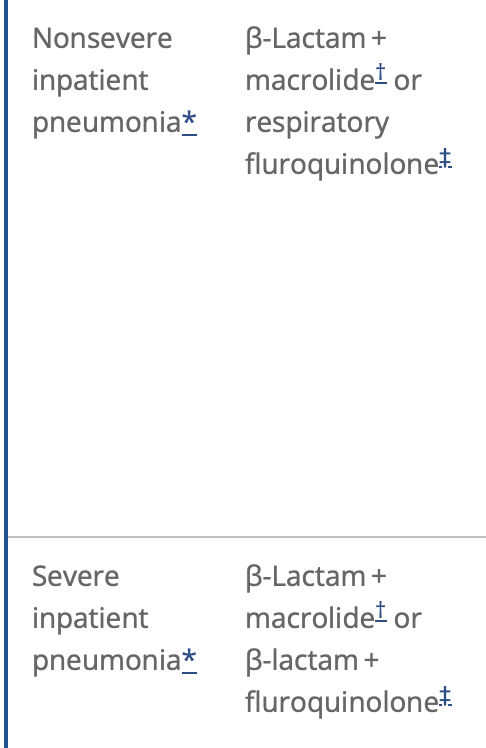 Nonsevere
inpatient
pneumonia*
β-Lactam +
macrolide† or
respiratory
fluroquinolone‡
Severe
inpatient
pneumonia*
β-Lactam +
macrolide† or
β-lactam +
fluroquinolone‡